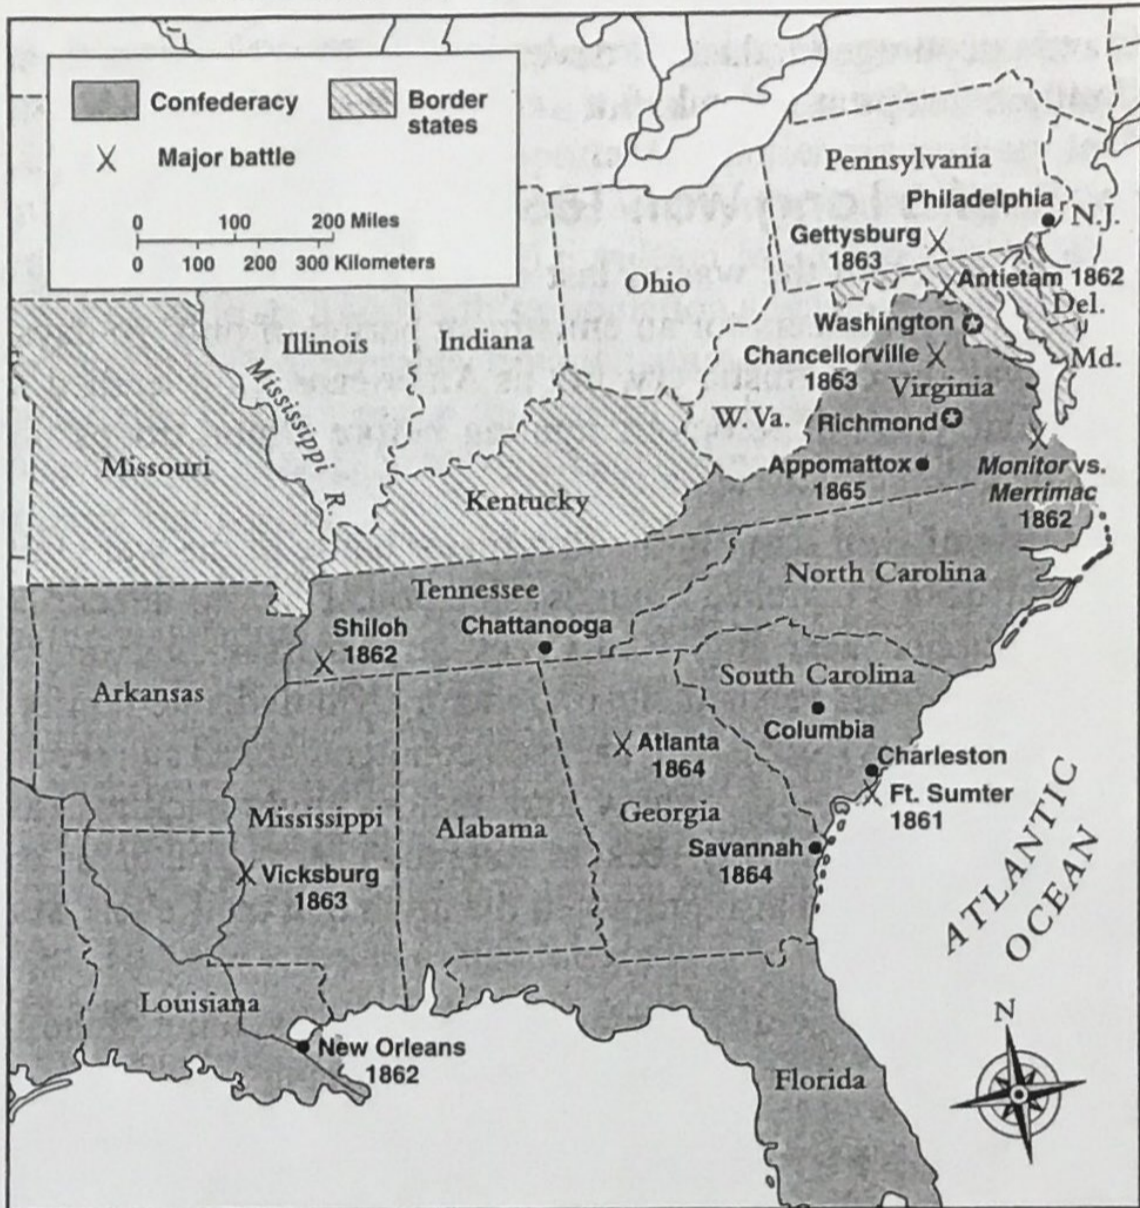 Confederacy
Border
states
Major battle
0 100 200 Miles
0 100 200 300 Kilometers
Pennsylvania
Philadelphia
N.J.
Gettysburg
1863
Ohio
Antietam 1862
Del.
Washington
Illinois
Indiana
Chancellorville
1863
Md.
Virginia
Mississippi R.
W. Va.
Richmond
Missouri
Appomattox
1865
Monitor vs.
Merrimac
1862
Kentucky
North Carolina
Tennessee
Shiloh
1862
Chattanooga
Arkansas
South Carolina
Columbia
Atlanta
1864
Charleston
Ft. Sumter
1861
Mississippi
Alabama
Georgia
Savannah
1864
Vicksburg
1863
ATLANTIC
OCEAN
Louisiana
N
New Orleans
1862
Florida